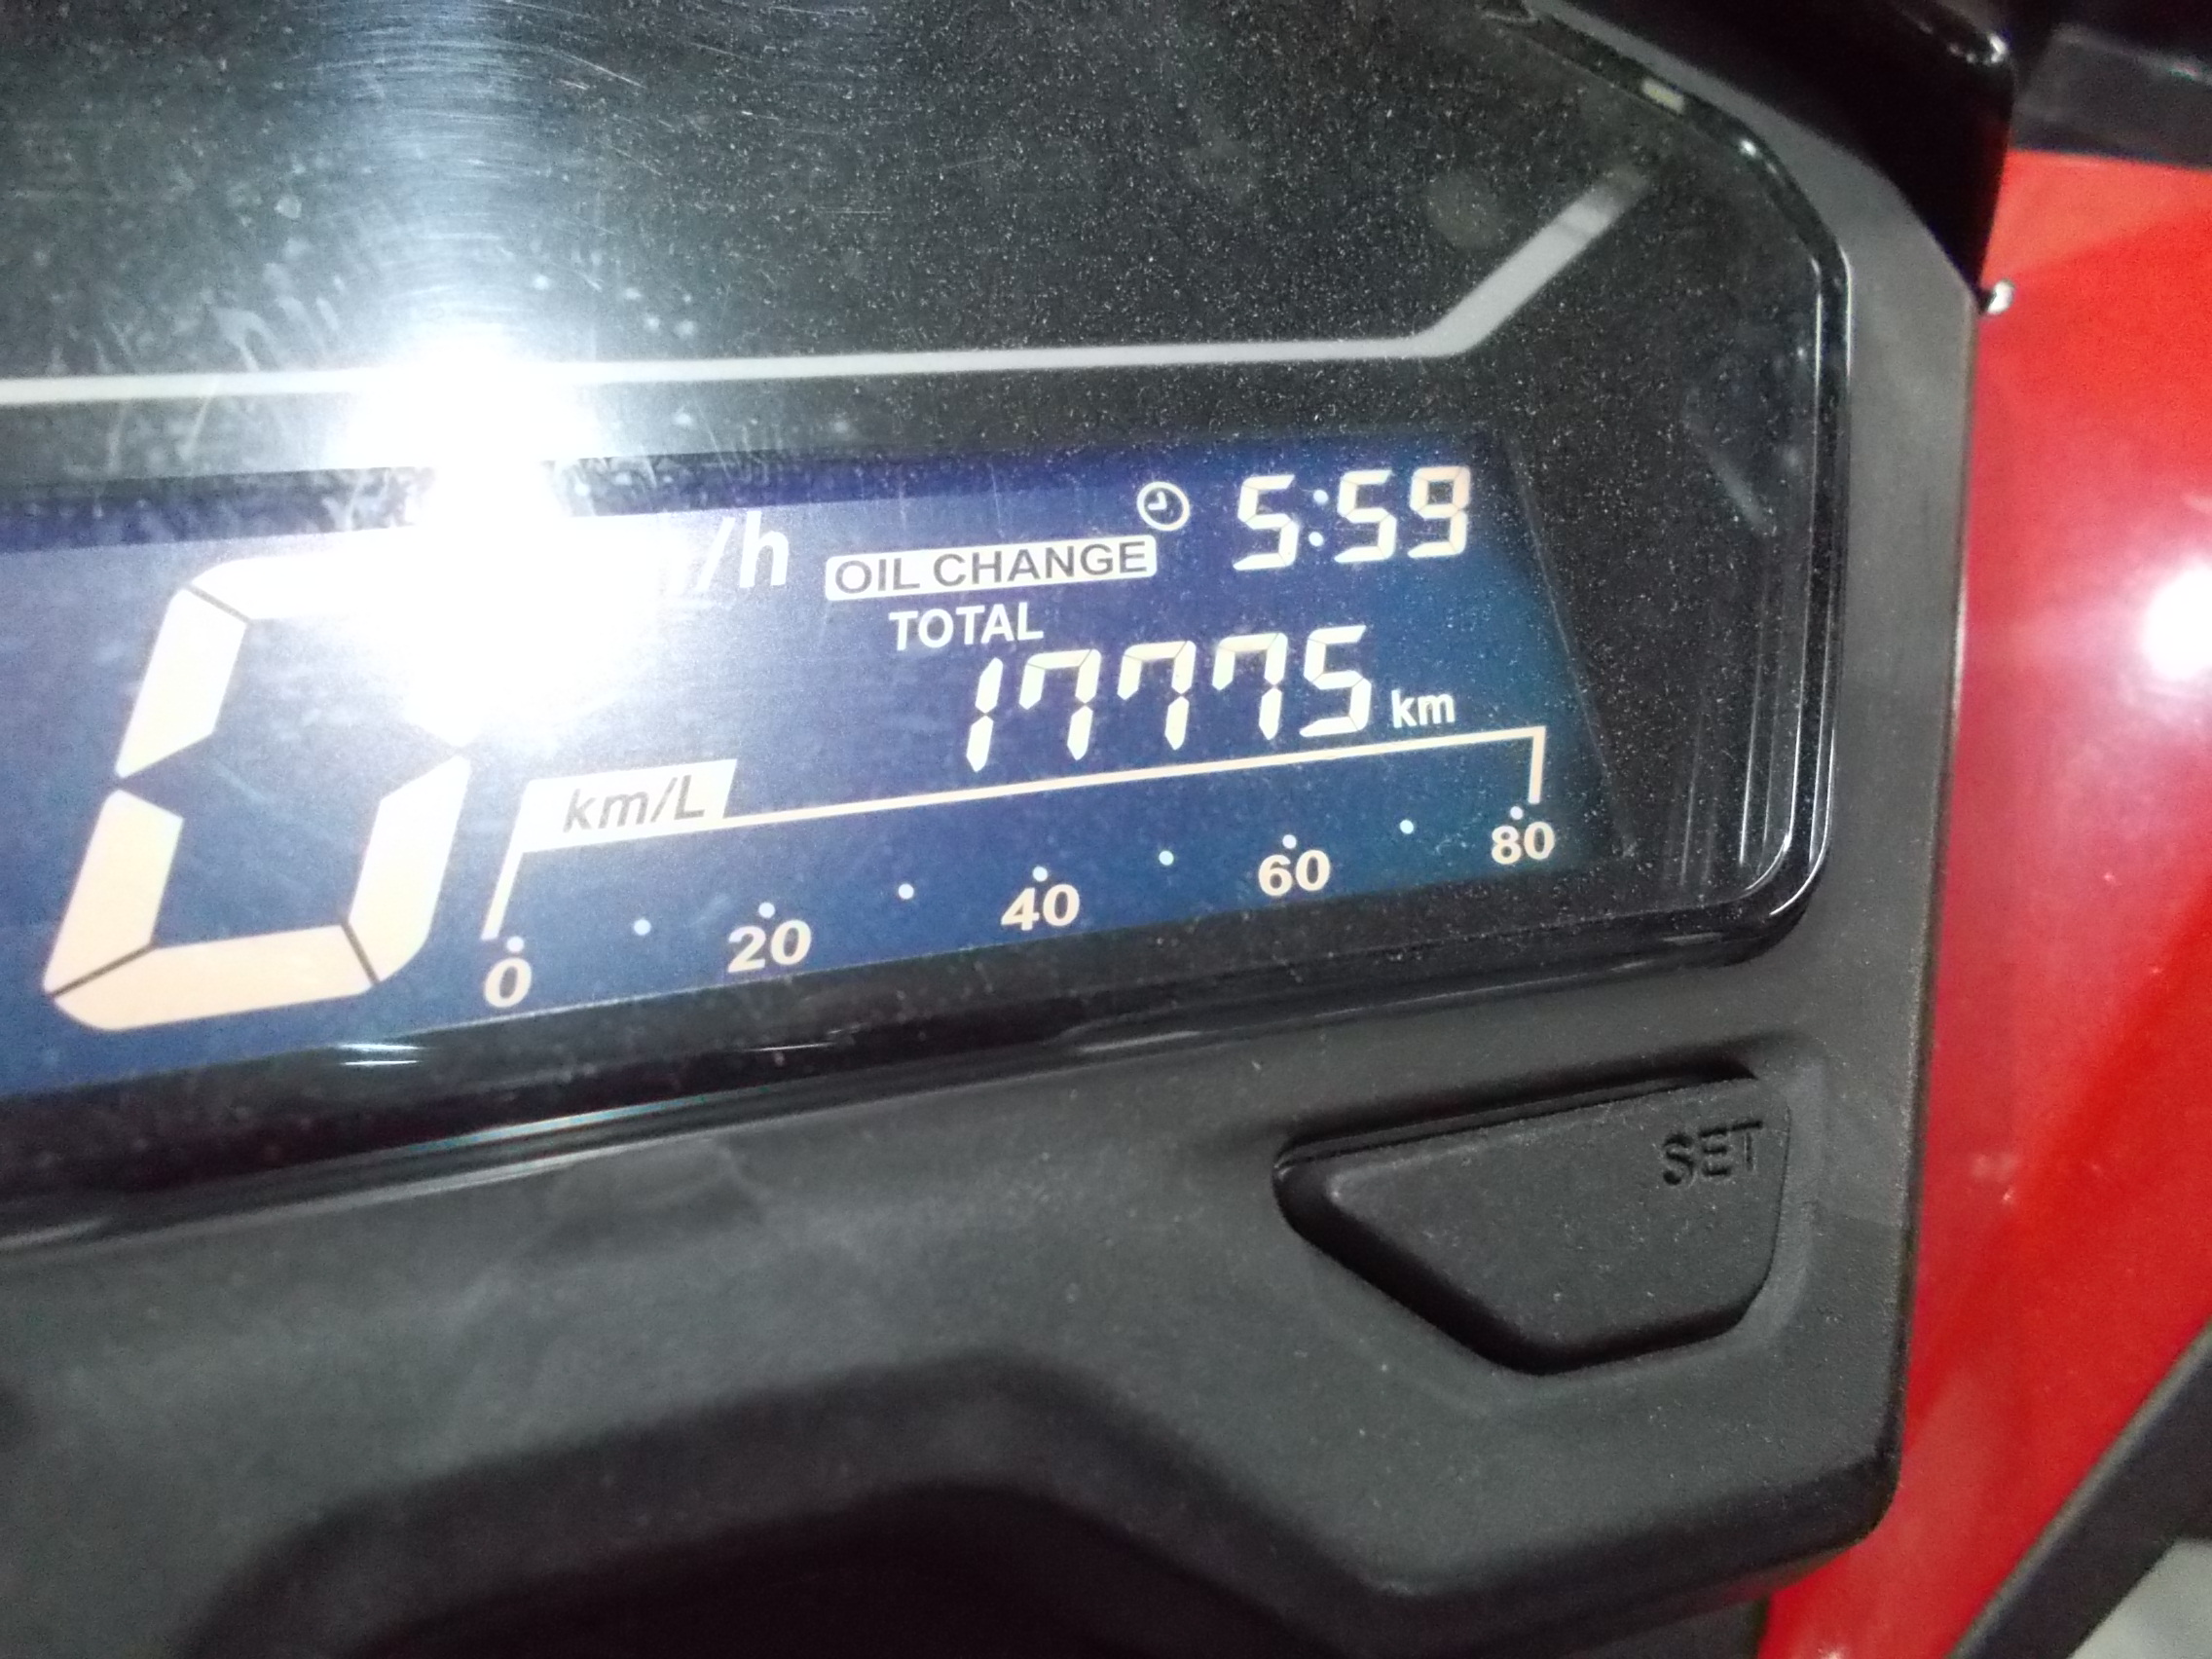 5:59
/h
OIL CHANGE
TOTAL
17775 km
0
km/L
0 20 40 60 80
SET